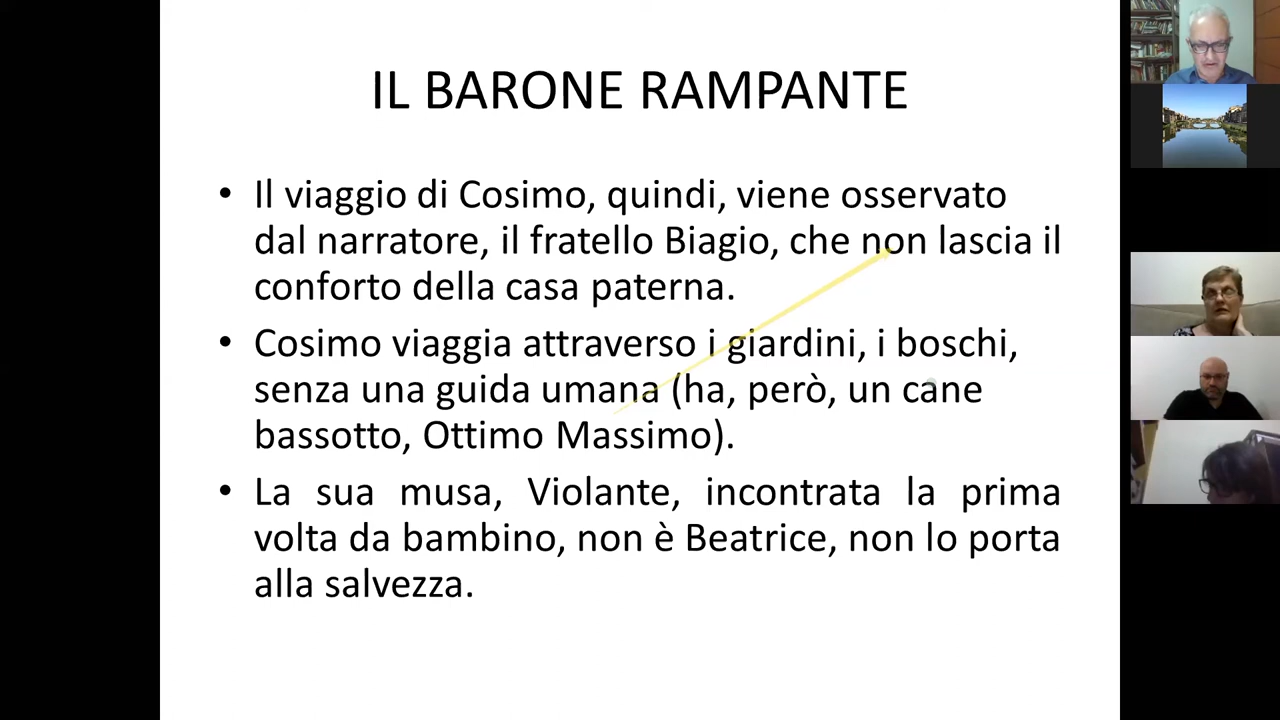 IL BARONE RAMPANTE
• Il viaggio di Cosimo, quindi, viene osservato
dal narratore, il fratello Biagio, che non lascia il
conforto della casa paterna.
• Cosimo viaggia attraverso i giardini, i boschi,
senza una guida umana (ha, però, un cane
bassotto, Ottimo Massimo).
• La sua musa, Violante, incontrata la prima
volta da bambino, non è Beatrice, non lo porta
alla salvezza.